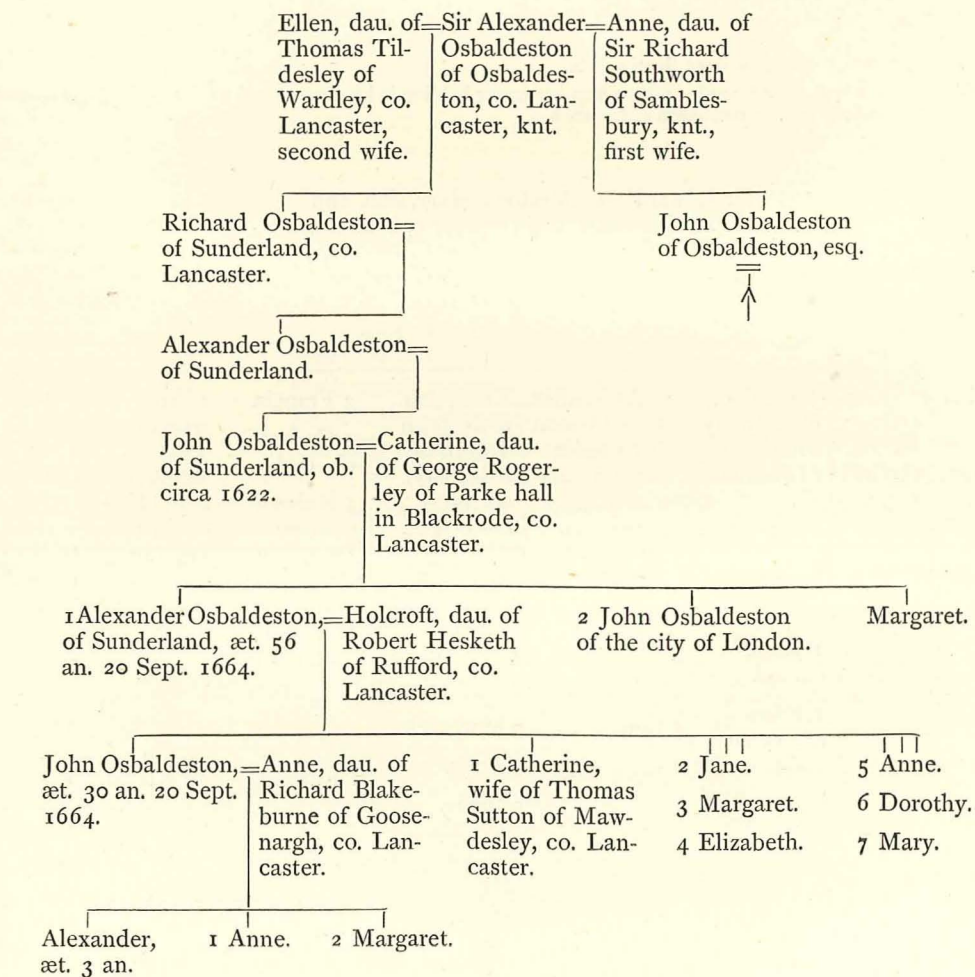 Ellen, dau. of=Sir Alexander=Anne, dau. of
Thomas Til-
desley of
Wardley, co.
Lancaster,
second wife.
Osbaldeston
of Osbaldes-
ton, co. Lan-
caster, knt.
Sir Richard
Southworth
of Sambles-
bury, knt.,
first wife.
Richard Osbaldeston=
of Sunderland, co.
Lancaster.
John Osbaldeston
of Osbaldeston, esq.
Alexander Osbaldeston=
of Sunderland.
John Osbaldeston=Catherine, dau.
of Sunderland, ob.
circa 1622.
of George Roger-
ley of Parke hall
in Blackrode, co.
Lancaster.
1 Alexander Osbaldeston,=Holcroft, dau. of
of Sunderland, æt. 56
an. 20 Sept. 1664.
Robert Hesketh
of Rufford, co.
Lancaster.
2 John Osbaldeston
of the city of London.
Margaret.
John Osbaldeston,=Anne, dau. of
æt. 30 an. 20 Sept.
1664.
Richard Blake-
burne of Goose-
nargh, co. Lan-
caster.
1 Catherine,
wife of Thomas
Sutton of Maw-
desley, co. Lan-
caster.
2 Jane.
3 Margaret.
4 Elizabeth.
5 Anne.
6 Dorothy.
7 Mary.
Alexander,
æt. 3 an.
1 Anne.
2 Margaret.